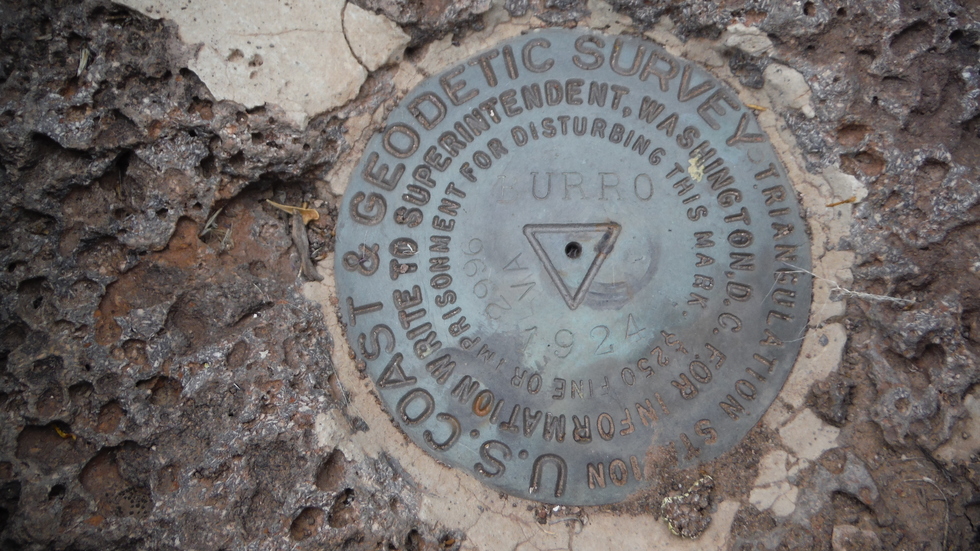 U.S. COAST & GEODETIC SURVEY TRIANGULATION STATION
WRITE TO SUPERINTENDENT, WASHINGTON, D.C. FOR INFORMATION
$250 FINE OR IMPRISONMENT FOR DISTURBING THIS MARK.
URRO
1924